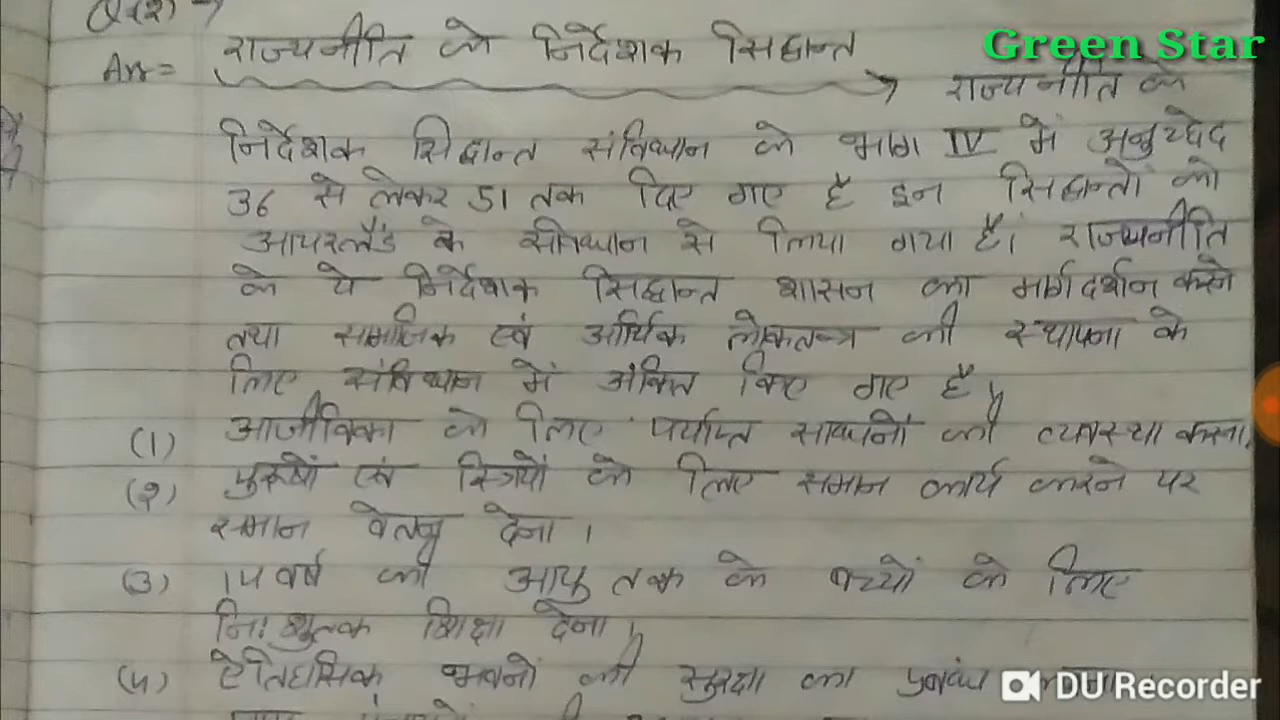 Q.(2) →
Green Star
Ans = राज्यनीति के निर्देशक सिद्धान्त
→ राज्यनीति के
निर्देशक सिद्धान्त संविधान के भाग IV में अनुच्छेद
36 से लेकर 51 तक दिए गए है इन सिद्धान्तों को
आयरलैंड के संविधान से लिया गया है। राज्यनीति
के ये निर्देशक सिद्धान्त शासन का मार्गदर्शन करने
तथा सामाजिक एवं आर्थिक लोकतन्त्र की स्थापना के
लिए संविधान में अंकित किए गए है।
(1) आजीविका के लिए पर्याप्त साधनों की व्यवस्था करना।
(2) पुरूषों एवं स्त्रियों के लिए समान कार्य करने पर
समान वेतन देना।
(3) 14 वर्ष की आयु तक के बच्चों के लिए
नि:शुल्क शिक्षा देना।
(4) ऐतिहासिक भवनों की सुरक्षा का प्रबंध
DU Recorder